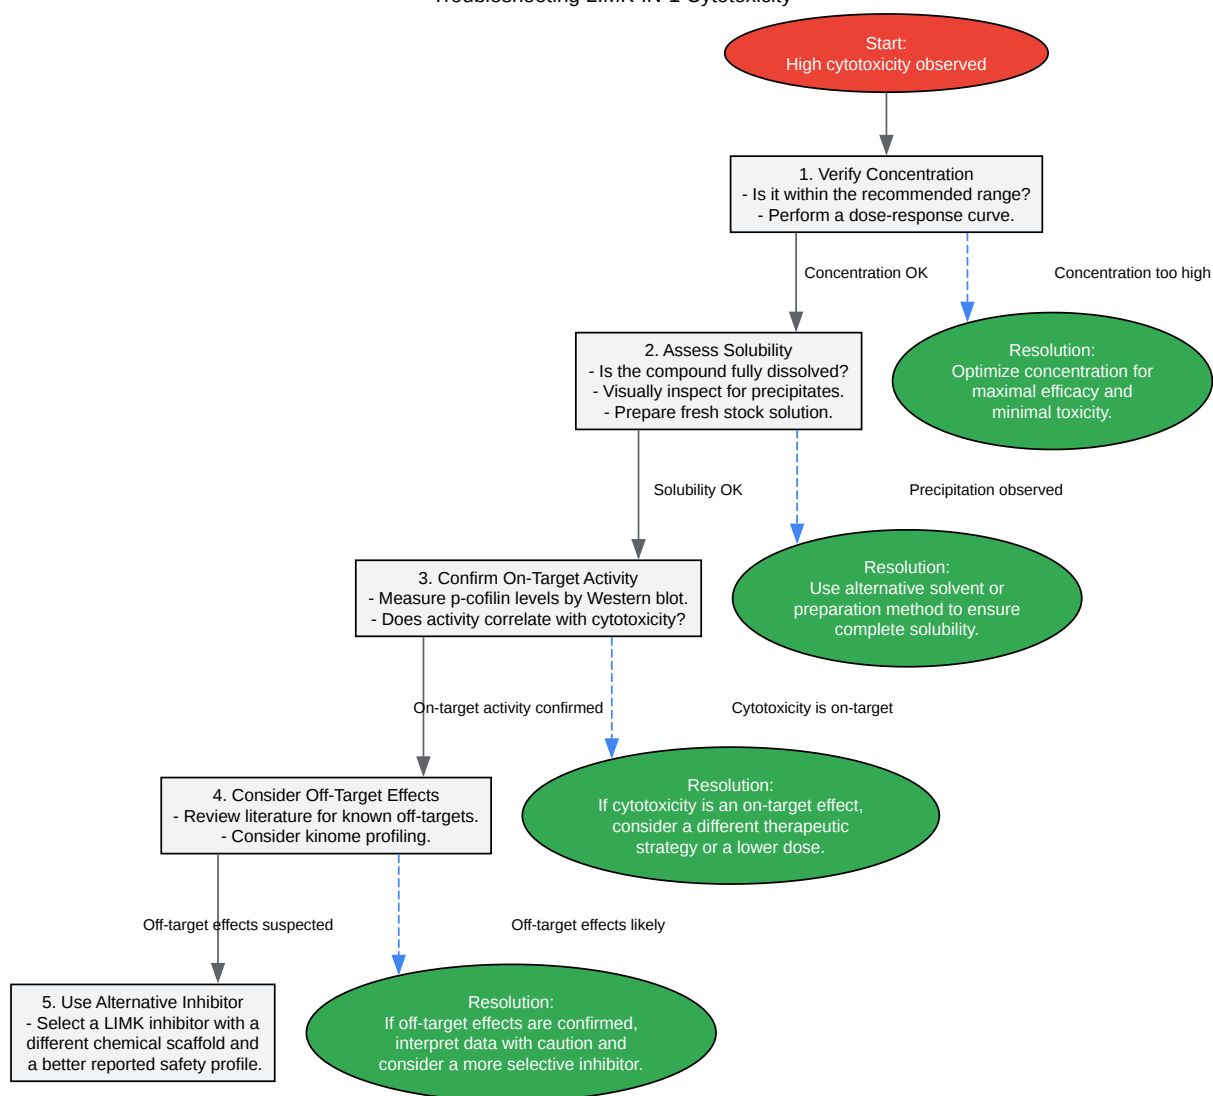 Troubleshooting LIMK-IN-1 Cytotoxicity
Start:
High cytotoxicity observed
1. Verify Concentration
- Is it within the recommended range?
- Perform a dose-response curve.
Concentration OK
Concentration too high
2. Assess Solubility
- Is the compound fully dissolved?
- Visually inspect for precipitates.
- Prepare fresh stock solution.
Resolution:
Optimize concentration for
maximal efficacy and
minimal toxicity.
Solubility OK
Precipitation observed
3. Confirm On-Target Activity
- Measure p-cofilin levels by Western blot.
- Does activity correlate with cytotoxicity?
Resolution:
Use alternative solvent or
preparation method to ensure
complete solubility.
On-target activity confirmed
Cytotoxicity is on-target
4. Consider Off-Target Effects
- Review literature for known off-targets.
- Consider kinome profiling.
Resolution:
If cytotoxicity is an on-target effect,
consider a different therapeutic
strategy or a lower dose.
Off-target effects suspected
Off-target effects likely
5. Use Alternative Inhibitor
- Select a LIMK inhibitor with a
different chemical scaffold and
a better reported safety profile.
Resolution:
If off-target effects are confirmed,
interpret data with caution and
consider a more selective inhibitor.